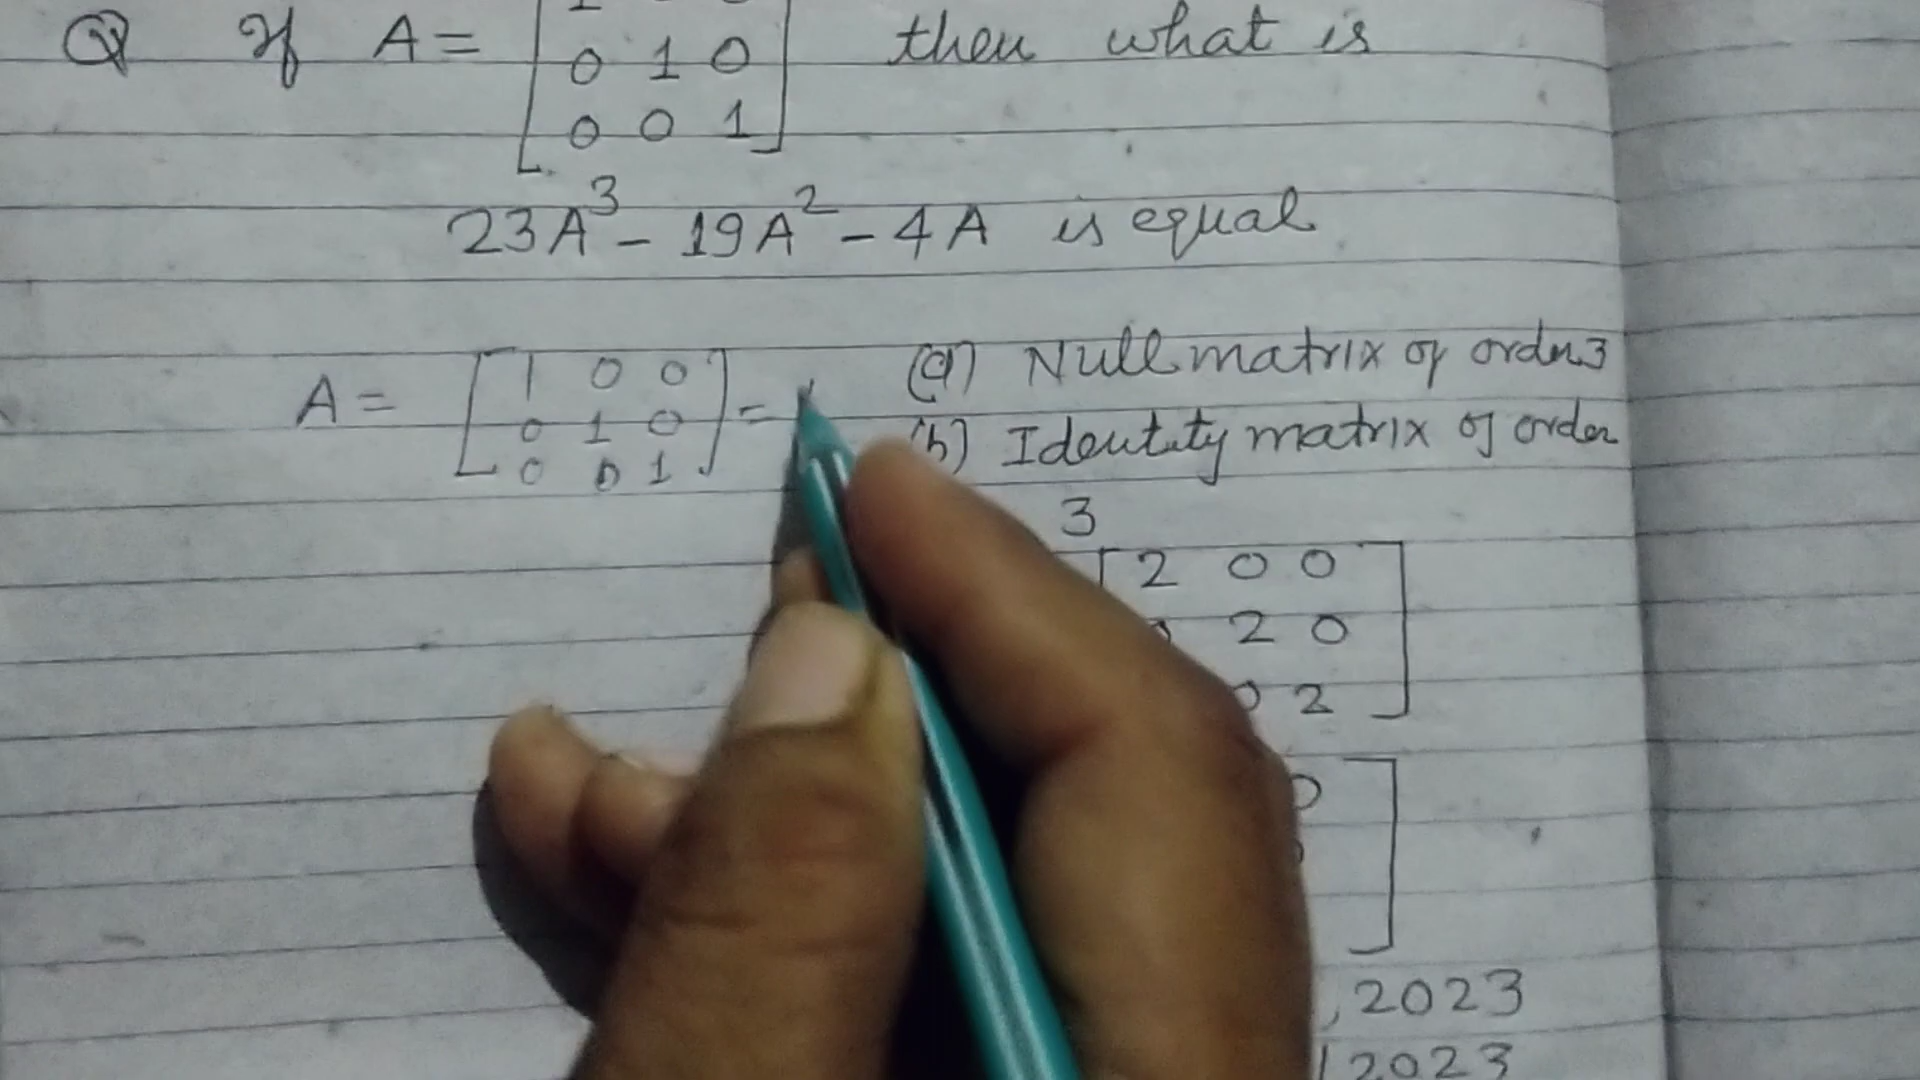 Q If A = [ 0 1 0 then what is
0 0 1 ]
23A³ - 19A² - 4A is equal
A = [ 1 0 0 ] = (a) Null matrix of order 3
0 1 0 (b) Identity matrix of order
0 0 1
3
[ 2 0 0 ]
2 0
0 2
, 2023
2023